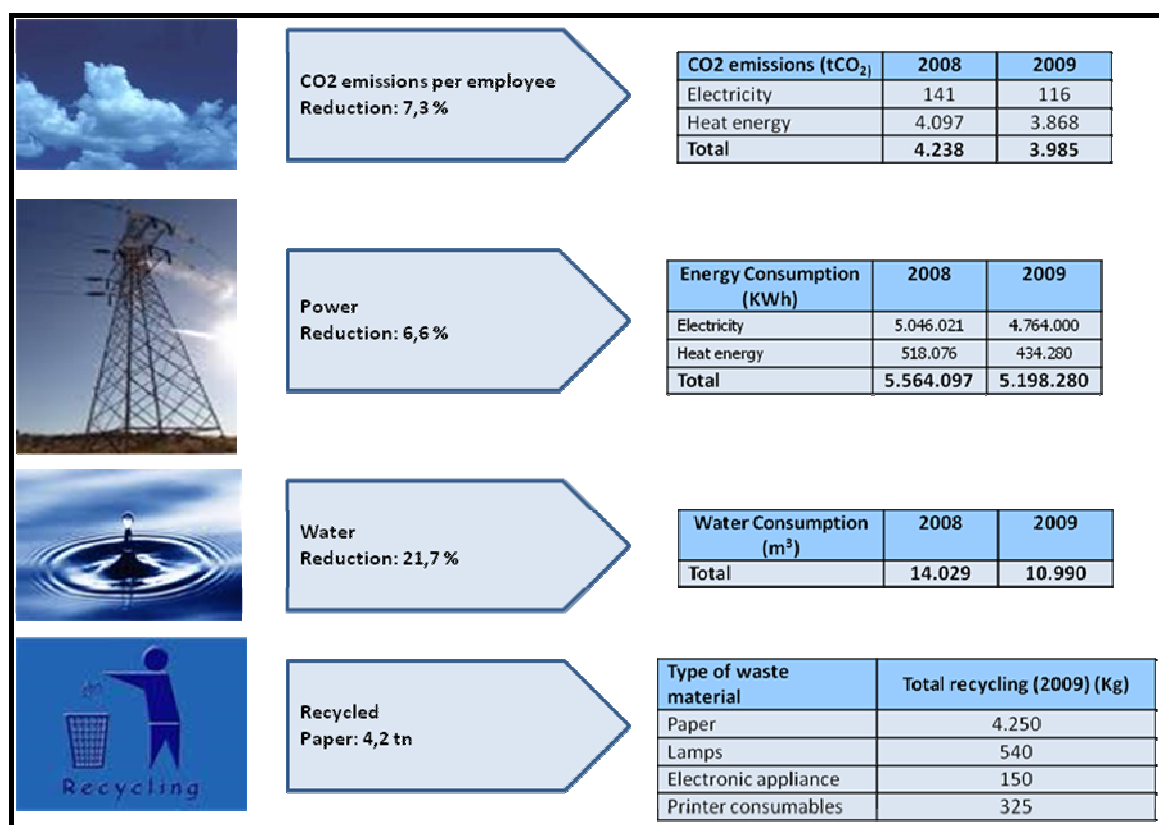 CO2 emissions per employee
Reduction: 7,3 %
CO2 emissions (tCO₂) 2008 2009
Electricity 141 116
Heat energy 4.097 3.868
Total 4.238 3.985
Power
Reduction: 6,6 %
Energy Consumption (KWh) 2008 2009
Electricity 5.046.021 4.764.000
Heat energy 518.076 434.280
Total 5.564.097 5.198.280
Water
Reduction: 21,7 %
Water Consumption (m³) 2008 2009
Total 14.029 10.990
Recycling
Recycled
Paper: 4,2 tn
Type of waste material Total recycling (2009) (Kg)
Paper 4.250
Lamps 540
Electronic appliance 150
Printer consumables 325